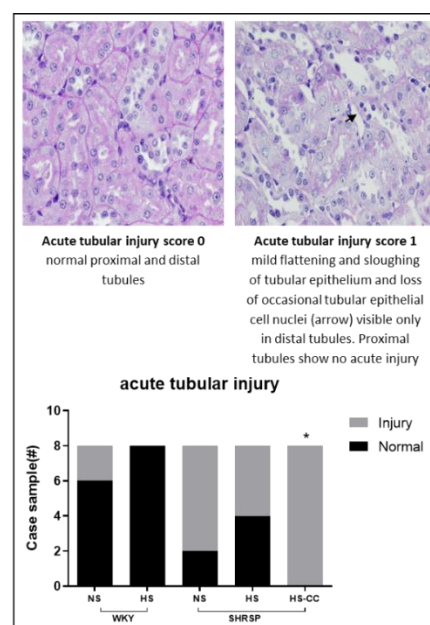 Acute tubular injury score 0
normal proximal and distal
tubules
Acute tubular injury score 1
mild flattening and sloughing
of tubular epithelium and loss
of occasional tubular epithelial
cell nuclei (arrow) visible only
in distal tubules. Proximal
tubules show no acute injury
acute tubular injury
Case sample(#)
10
8
6
4
2
0
*
Injury
Normal
NS
HS
NS
HS
HS-CC
WKY
SHRSP